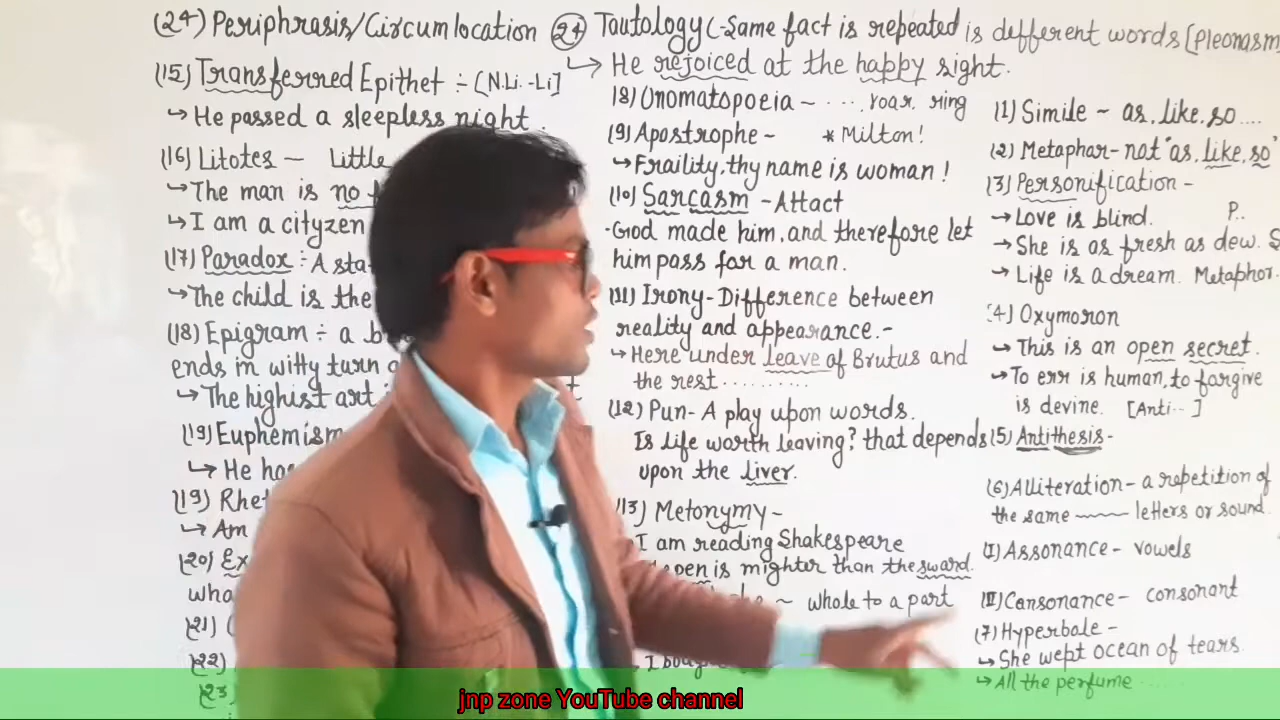 (24) Periphrasis/Circumlocation
(24) Tautology (-Same fact is repeated is different words [Pleonasm
↳ He rejoiced at the happy sight.
(15) Transferred Epithet ÷ [N.Li. -Li]
↳ He passed a sleepless night.
(16) Litotes – Little
↳ The man is no f
↳ I am a cityzen
(17) Paradox : A sta
↳ The child is the
(18) Epigram ÷ a b
ends in witty turn o
↳ The highist art i t
(19) Euphemism
↳ He ha
(19) Rhet
↳ Am
(20) Ex
wha
(21)
(22)
(23)
(8) Onomatopoeia ~ .... roar. ring
(9) Apostrophe ~ * Milton!
↳ Fraility, thy name is woman!
(10) Sarcasm - Attact
-God made him, and therefore let
him pass for a man.
(11) Irony - Difference between
reality and appearance.-
↳ Here under leave of Brutus and
the rest ..........
(12) Pun- A play upon words.
Is life worth leaving? that depends
upon the liver.
(13) Metonymy -
I am reading Shakespeare
pen is mighter than the sward.
~ whole to a part
I boug
(1) Simile ~ as, like, so ....
(2) Metaphar - not "as, like, so"
(3) Personification -
→ Love is blind. P..
→ She is as fresh as dew. S
→ Life is a dream. Metaphor.
(4) Oxymoron
→ This is an open secret.
→ To err is human, to forgive
is devine. [Anti-- ]
(5) Antithesis -
(6) Alliteration - a repetition of
the same —— letters or sound.
(I) Assonance - vowels
(II) Cansonance - consonant
(7) Hyperbale -
↳ She wept ocean of tears.
↳ All the perfume ......
jnp zone YouTube channel